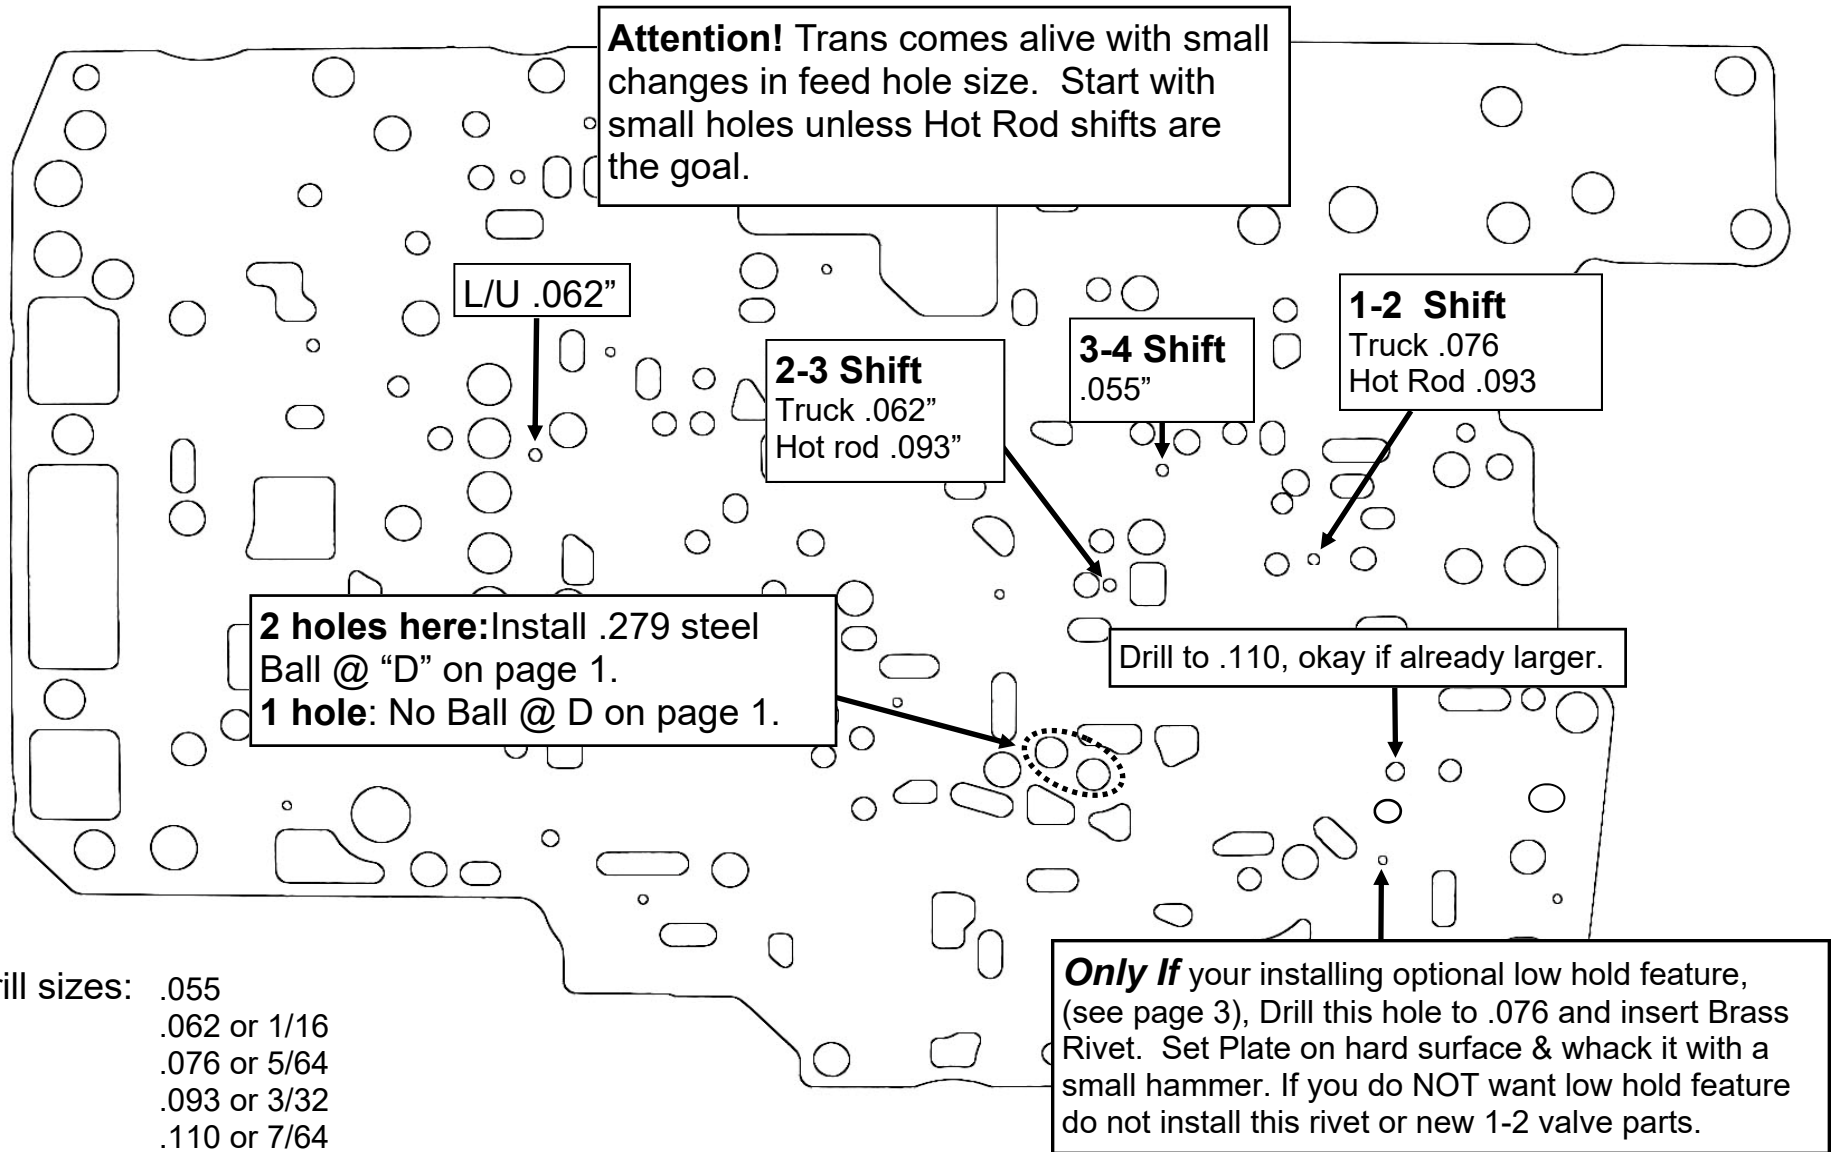 Attention! Trans comes alive with small
changes in feed hole size.  Start with
small holes unless Hot Rod shifts are
the goal.
L/U .062”
1-2  Shift
Truck .076
Hot Rod .093
3-4 Shift
.055”
2-3 Shift
Truck .062”
Hot rod .093”
2 holes here:Install .279 steel
Ball @ “D” on page 1.
1 hole: No Ball @ D on page 1.
Drill to .110, okay if already larger.
Only If your installing optional low hold feature,
(see page 3), Drill this hole to .076 and insert Brass
Rivet.  Set Plate on hard surface & whack it with a
small hammer. If you do NOT want low hold feature
do not install this rivet or new 1-2 valve parts.
ill sizes: .055
.062 or 1/16
.076 or 5/64
.093 or 3/32
.110 or 7/64